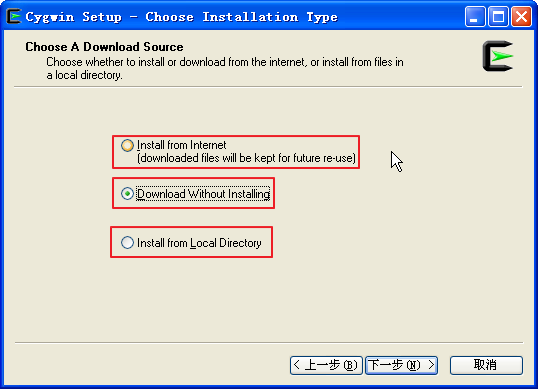 Cygwin Setup - Choose Installation Type
Choose A Download Source
Choose whether to install or download from the internet, or install from files in
a local directory.
Install from Internet
(downloaded files will be kept for future re-use)
Download Without Installing
Install from Local Directory
< 上一步 (B)
下一步 (N) >
取消